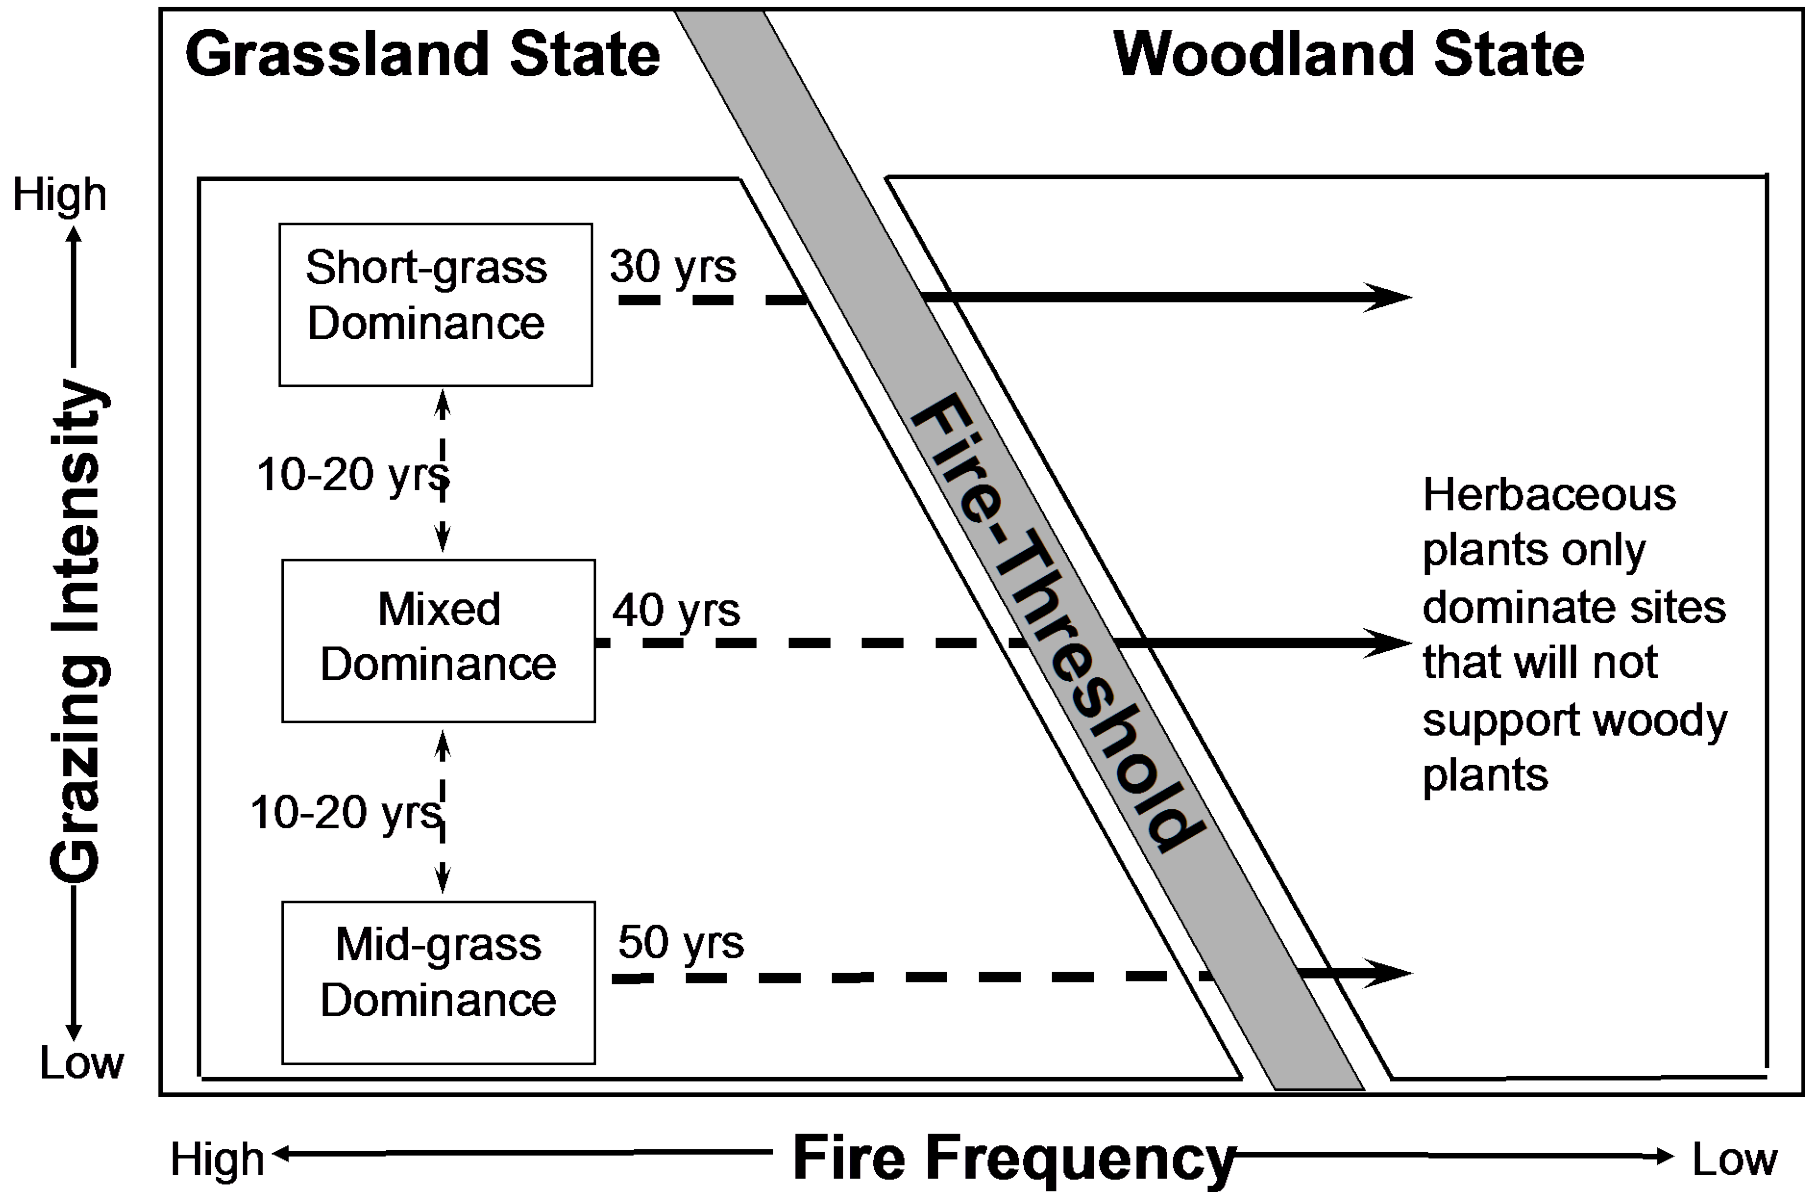 Grassland State
Woodland State
High
Grazing Intensity
Low
Short-grass
Dominance
30 yrs
10-20 yrs
Mixed
Dominance
40 yrs
10-20 yrs
Mid-grass
Dominance
50 yrs
Fire-Threshold
Herbaceous
plants only
dominate sites
that will not
support woody
plants
High
Fire Frequency
Low